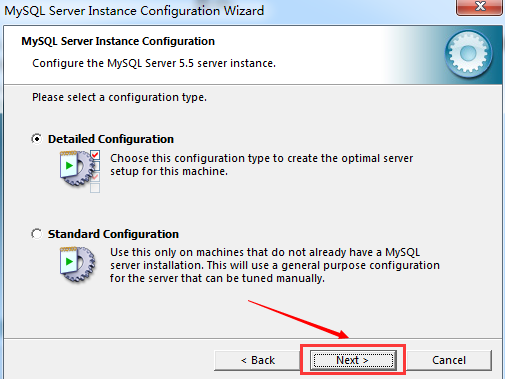 MySQL Server Instance Configuration Wizard
MySQL Server Instance Configuration
Configure the MySQL Server 5.5 server instance.
Please select a configuration type.
Detailed Configuration
Choose this configuration type to create the optimal server
setup for this machine.
Standard Configuration
Use this only on machines that do not already have a MySQL
server installation. This will use a general purpose configuration
for the server that can be tuned manually.
< Back
Next >
Cancel